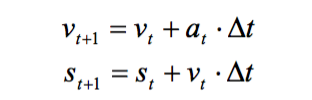 v_{t+1} = v_t + a_t · Δt
s_{t+1} = s_t + v_t · Δt